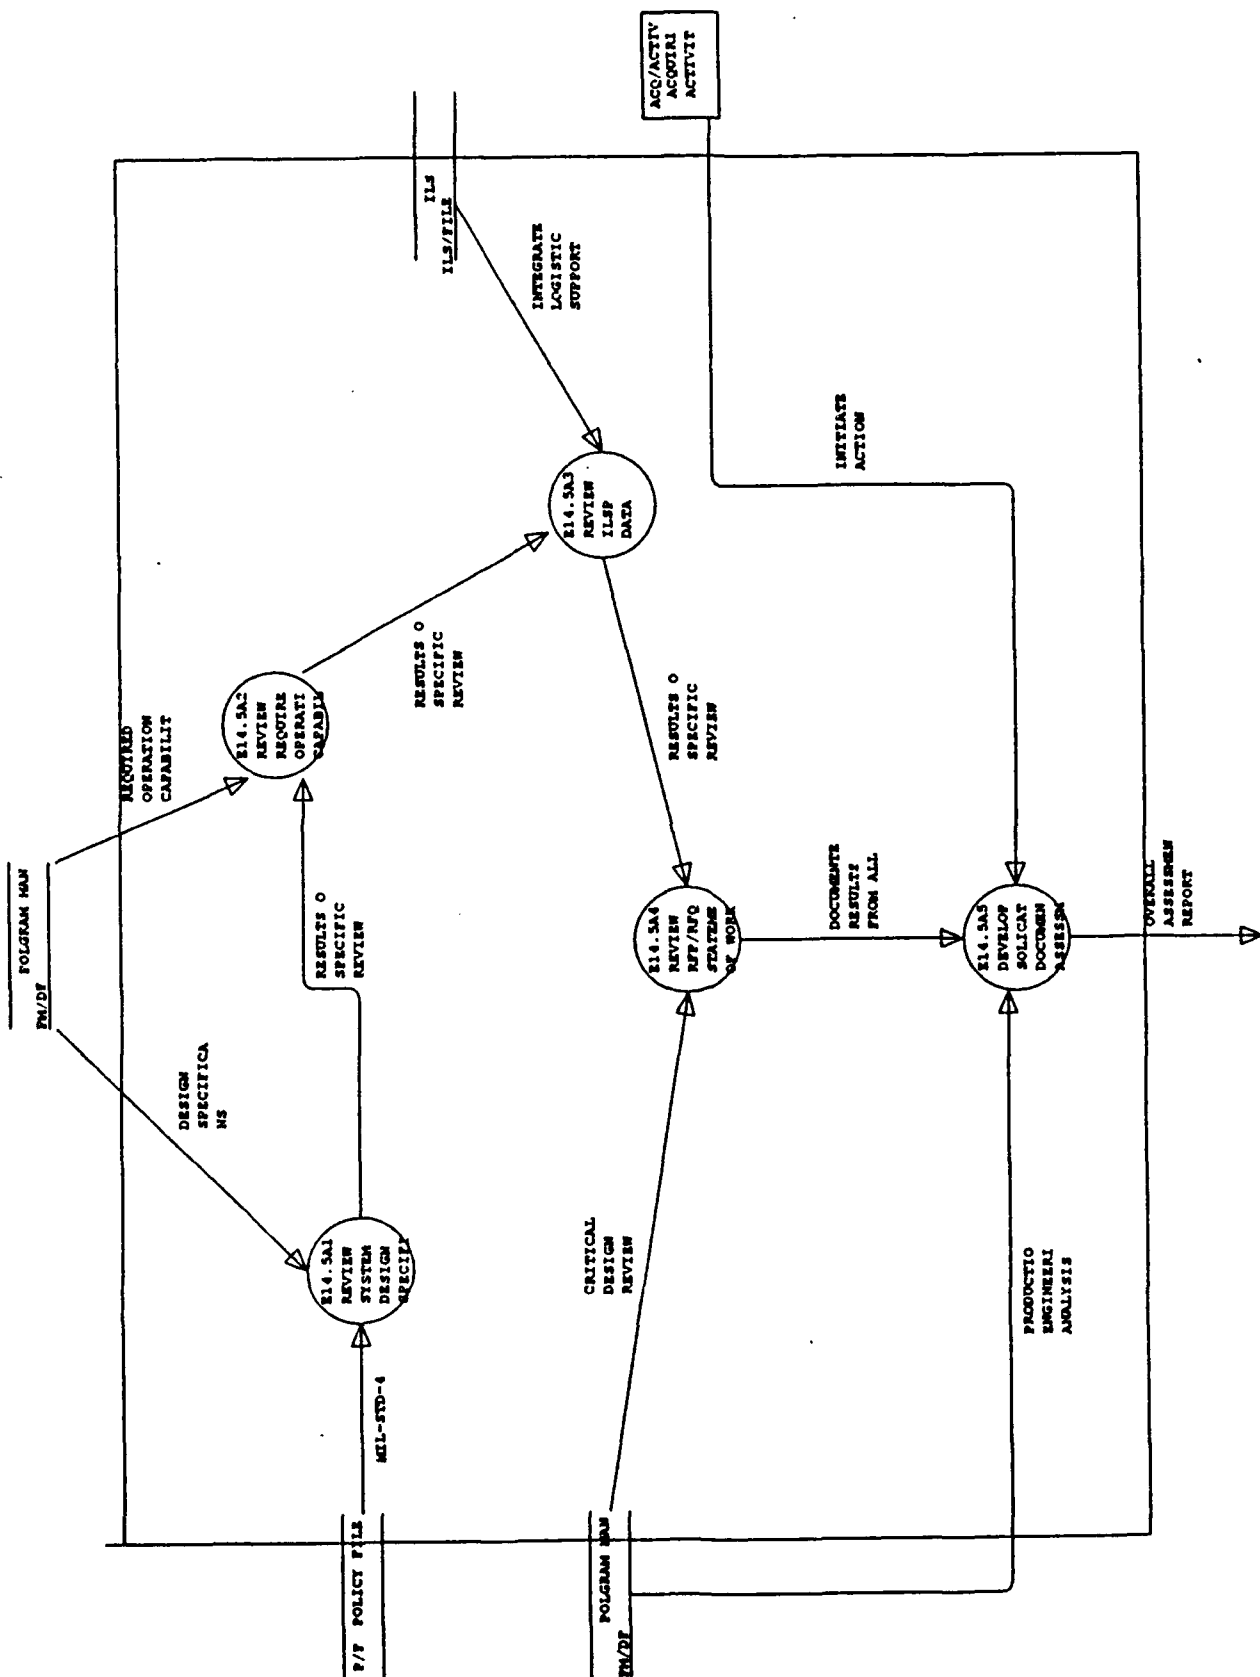 FOLGRAM MAN
PM/DF
REQUIRED
OPERATION
CAPABILIT
DESIGN
SPECIFICA
NS
E14.5A2
REVIEW
REQUIRE
OPERATI
CAPABIL
RESULTS O
SPECIFIC
REVIEW
E14.5A1
REVIEW
SYSTEM
DESIGN
SPECIFI
MIL-STD-4
P/F POLICY FILE
ILS
ILS/FILE
INTEGRATE
LOGISTIC
SUPPORT
RESULTS O
SPECIFIC
REVIEW
E14.5A3
REVIEW
ILSP
DATA
RESULTS O
SPECIFIC
REVIEW
E14.5A4
REVIEW
RFP/RFQ
STATEME
OF WORK
CRITICAL
DESIGN
REVIEW
POLGRAM MAN
PM/DF
ACQ/ACTIV
ACQUIRI
ACTIVIT
INITIATE
ACTION
DOCUMENTE
RESULTS
FROM ALL
E14.5A5
DEVELOP
SOLICAT
DOCUMEN
ASSESSM
PRODUCTIO
ENGINEERI
ANALYSIS
OVERALL
ASSESSMEN
REPORT